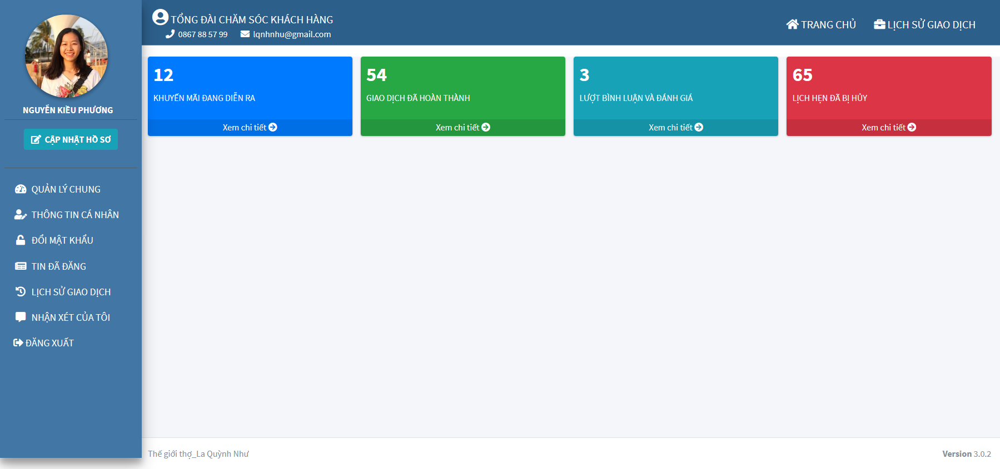 NGUYỄN KIỀU PHƯƠNG
CẬP NHẬT HỒ SƠ
QUẢN LÝ CHUNG
THÔNG TIN CÁ NHÂN
ĐỔI MẬT KHẨU
TIN ĐÃ ĐĂNG
LỊCH SỬ GIAO DỊCH
NHẬN XÉT CỦA TÔI
ĐĂNG XUẤT
TỔNG ĐÀI CHĂM SÓC KHÁCH HÀNG
0867 88 57 99 lqnhnhu@gmail.com
TRANG CHỦ LỊCH SỬ GIAO DỊCH
12
KHUYẾN MÃI ĐANG DIỄN RA
Xem chi tiết
54
GIAO DỊCH ĐÃ HOÀN THÀNH
Xem chi tiết
3
LƯỢT BÌNH LUẬN VÀ ĐÁNH GIÁ
Xem chi tiết
65
LỊCH HẸN ĐÃ BỊ HỦY
Xem chi tiết
Thế giới thợ_La Quỳnh Như
Version 3.0.2